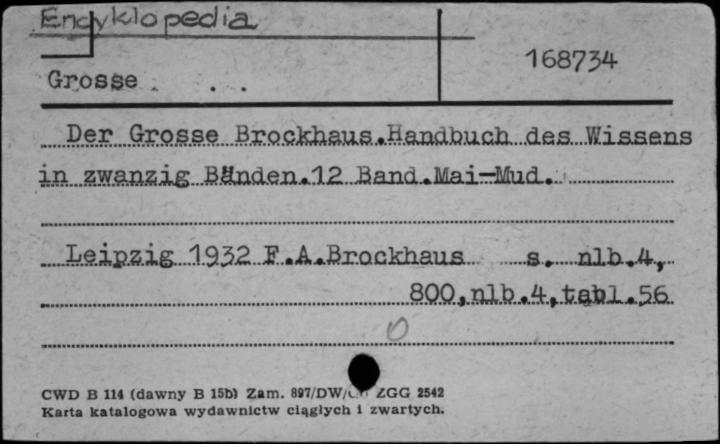 Encyklopedia
168734
Grosse . . .
Der Grosse Brockhaus.Handbuch des Wissens
in zwanzig Bänden.12 Band.Mai-Mud.
Leipzig 1932 F.A.Brockhaus s. nlb.4,
800,nlb.4,tabl.56
CWD B 114 (dawny B 15b) Zam. 897/DW/ ZGG 2542
Karta katalogowa wydawnictw ciągłych i zwartych.